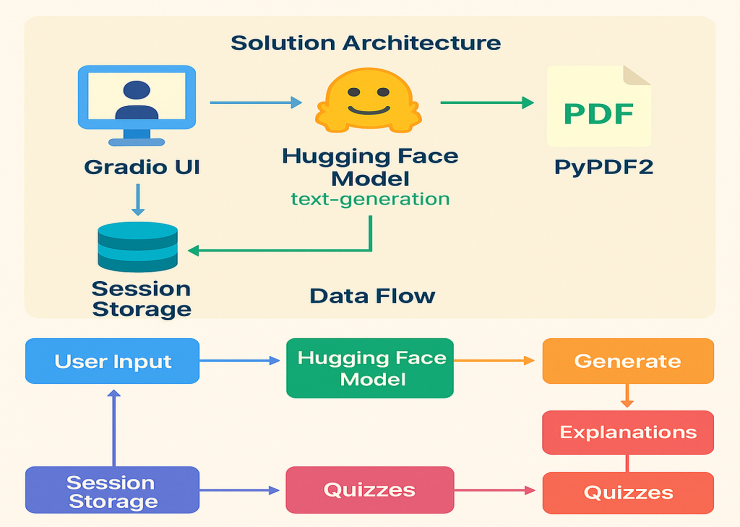 Solution Architecture
PDF
Gradio UI
Hugging Face
Model
text-generation
PyPDF2
Session
Storage
Data Flow
User Input
Hugging Face
Model
Generate
Explanations
Session
Storage
Quizzes
Quizzes